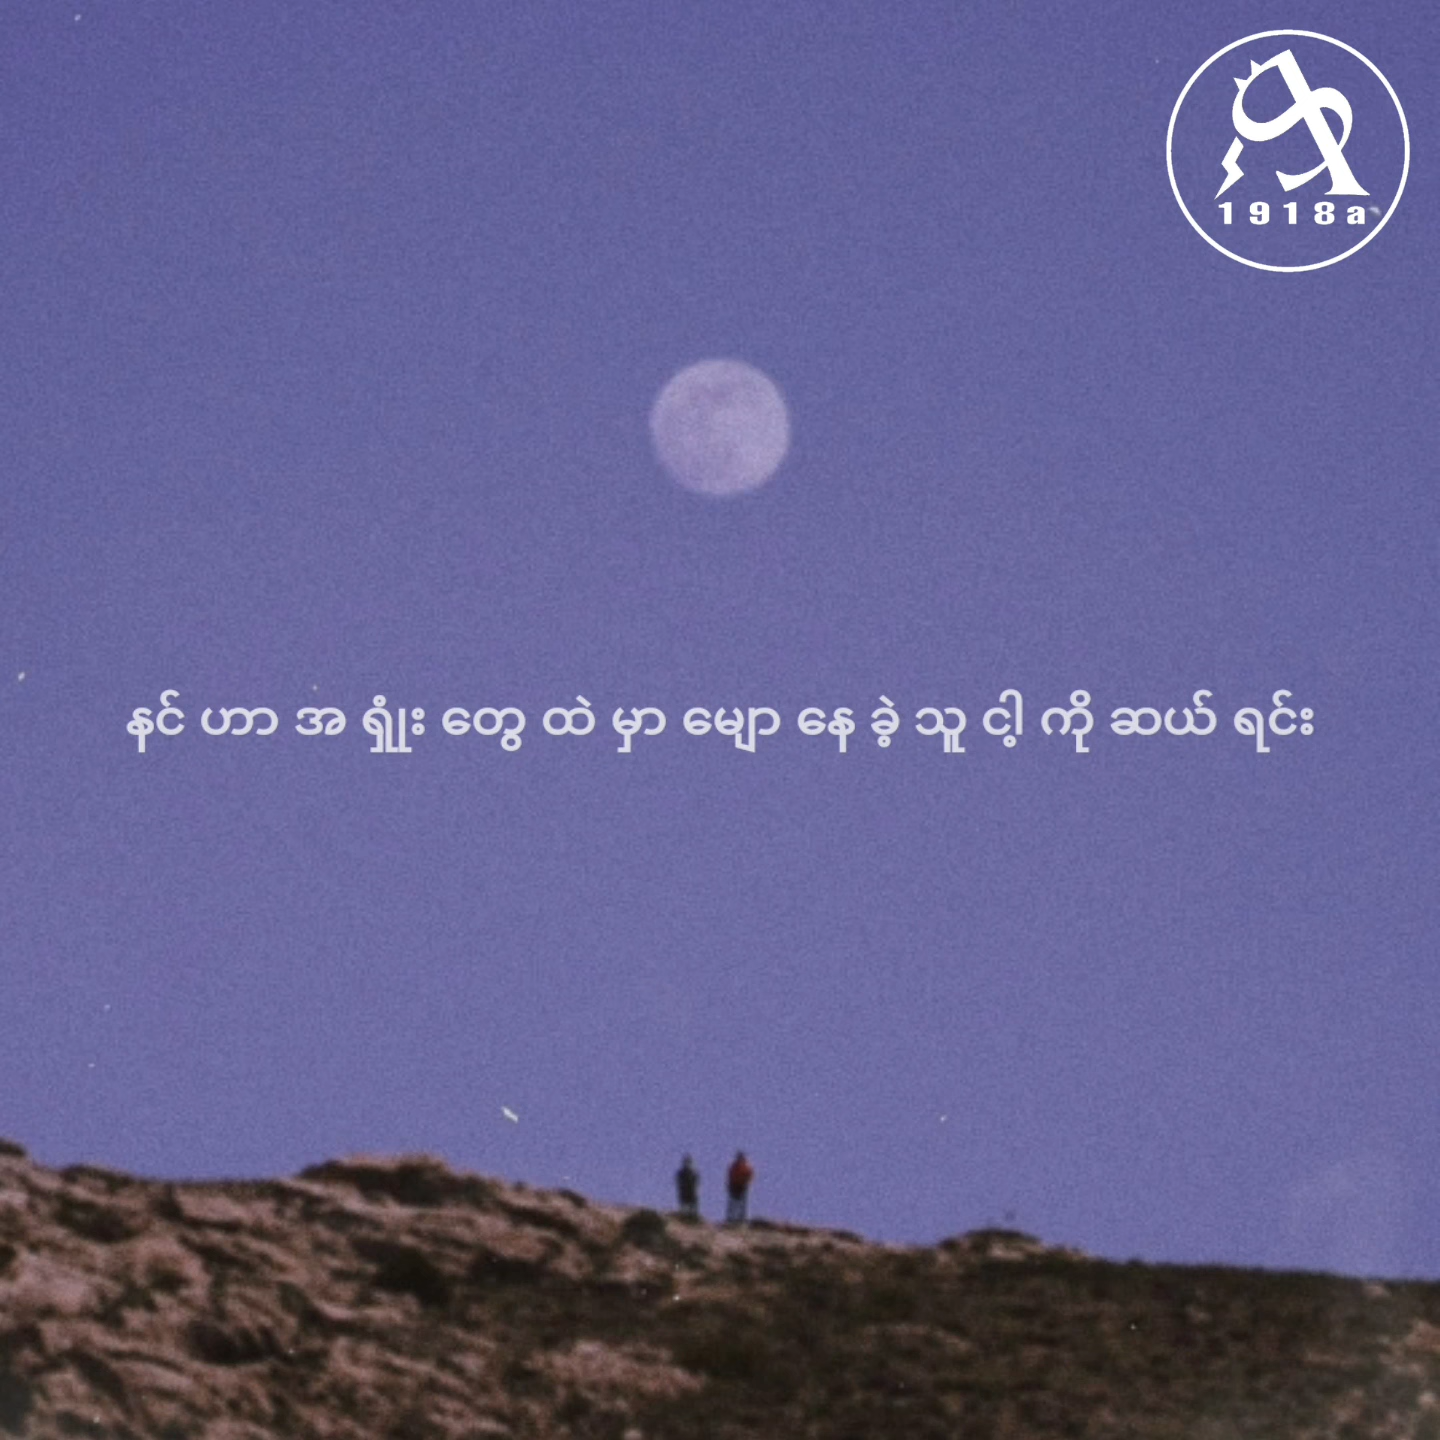 1918a
နင် ဟာ အ ရှုံး တွေ ထဲ မှာ မျော နေ ခဲ့ သူ ငါ့ ကို ဆယ် ရင်း